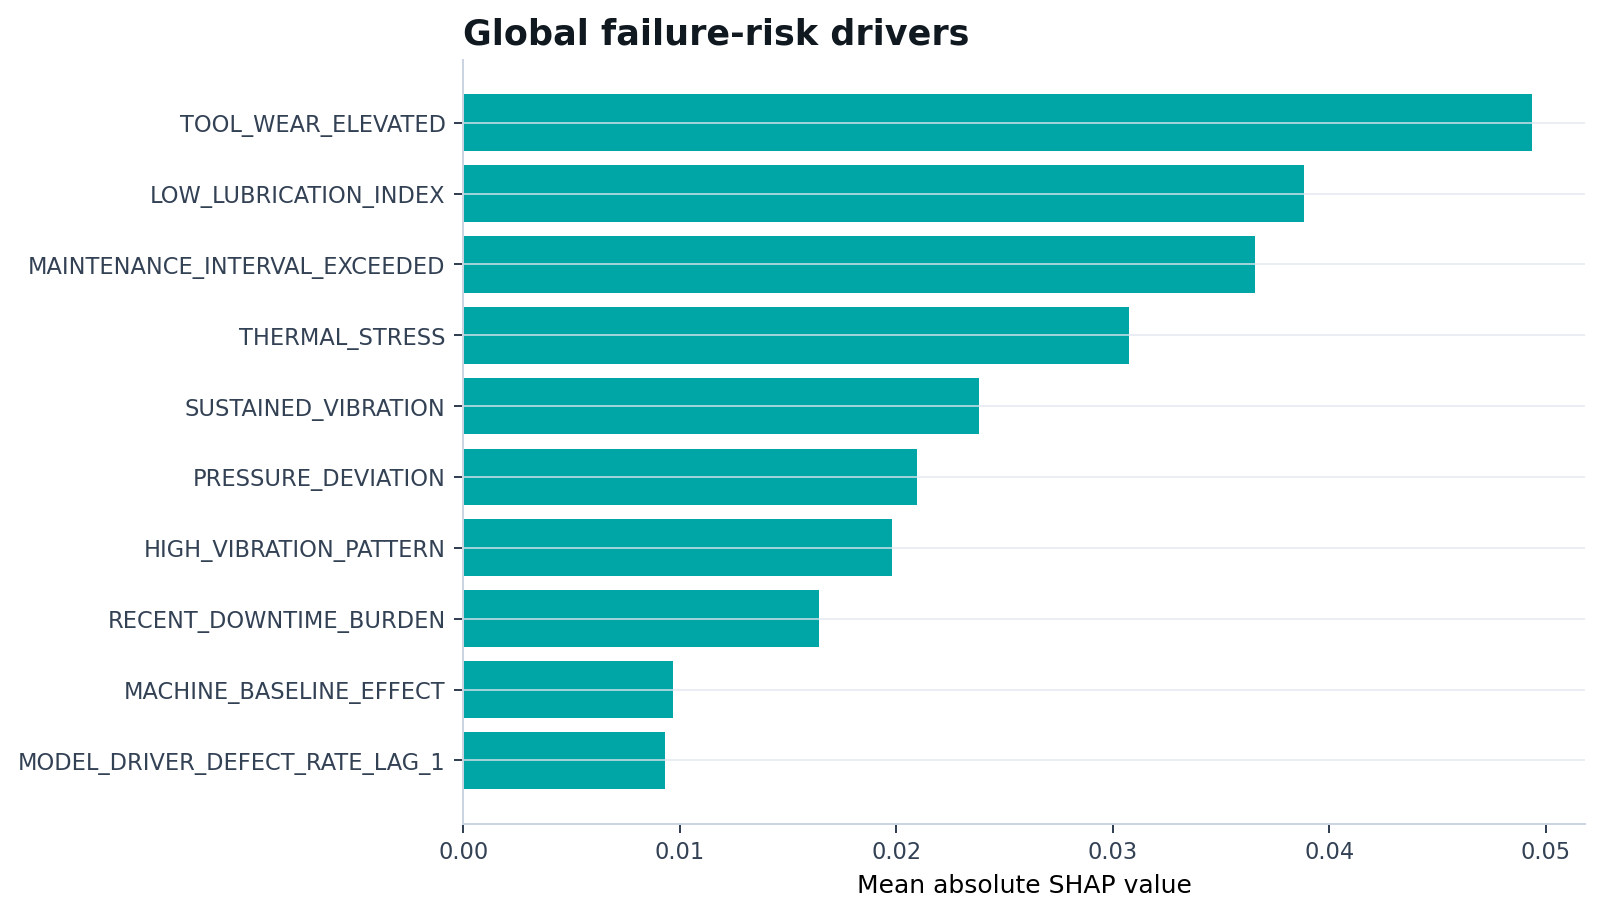 Global failure-risk drivers
TOOL_WEAR_ELEVATED
LOW_LUBRICATION_INDEX
MAINTENANCE_INTERVAL_EXCEEDED
THERMAL_STRESS
SUSTAINED_VIBRATION
PRESSURE_DEVIATION
HIGH_VIBRATION_PATTERN
RECENT_DOWNTIME_BURDEN
MACHINE_BASELINE_EFFECT
MODEL_DRIVER_DEFECT_RATE_LAG_1
0.00 0.01 0.02 0.03 0.04 0.05
Mean absolute SHAP value